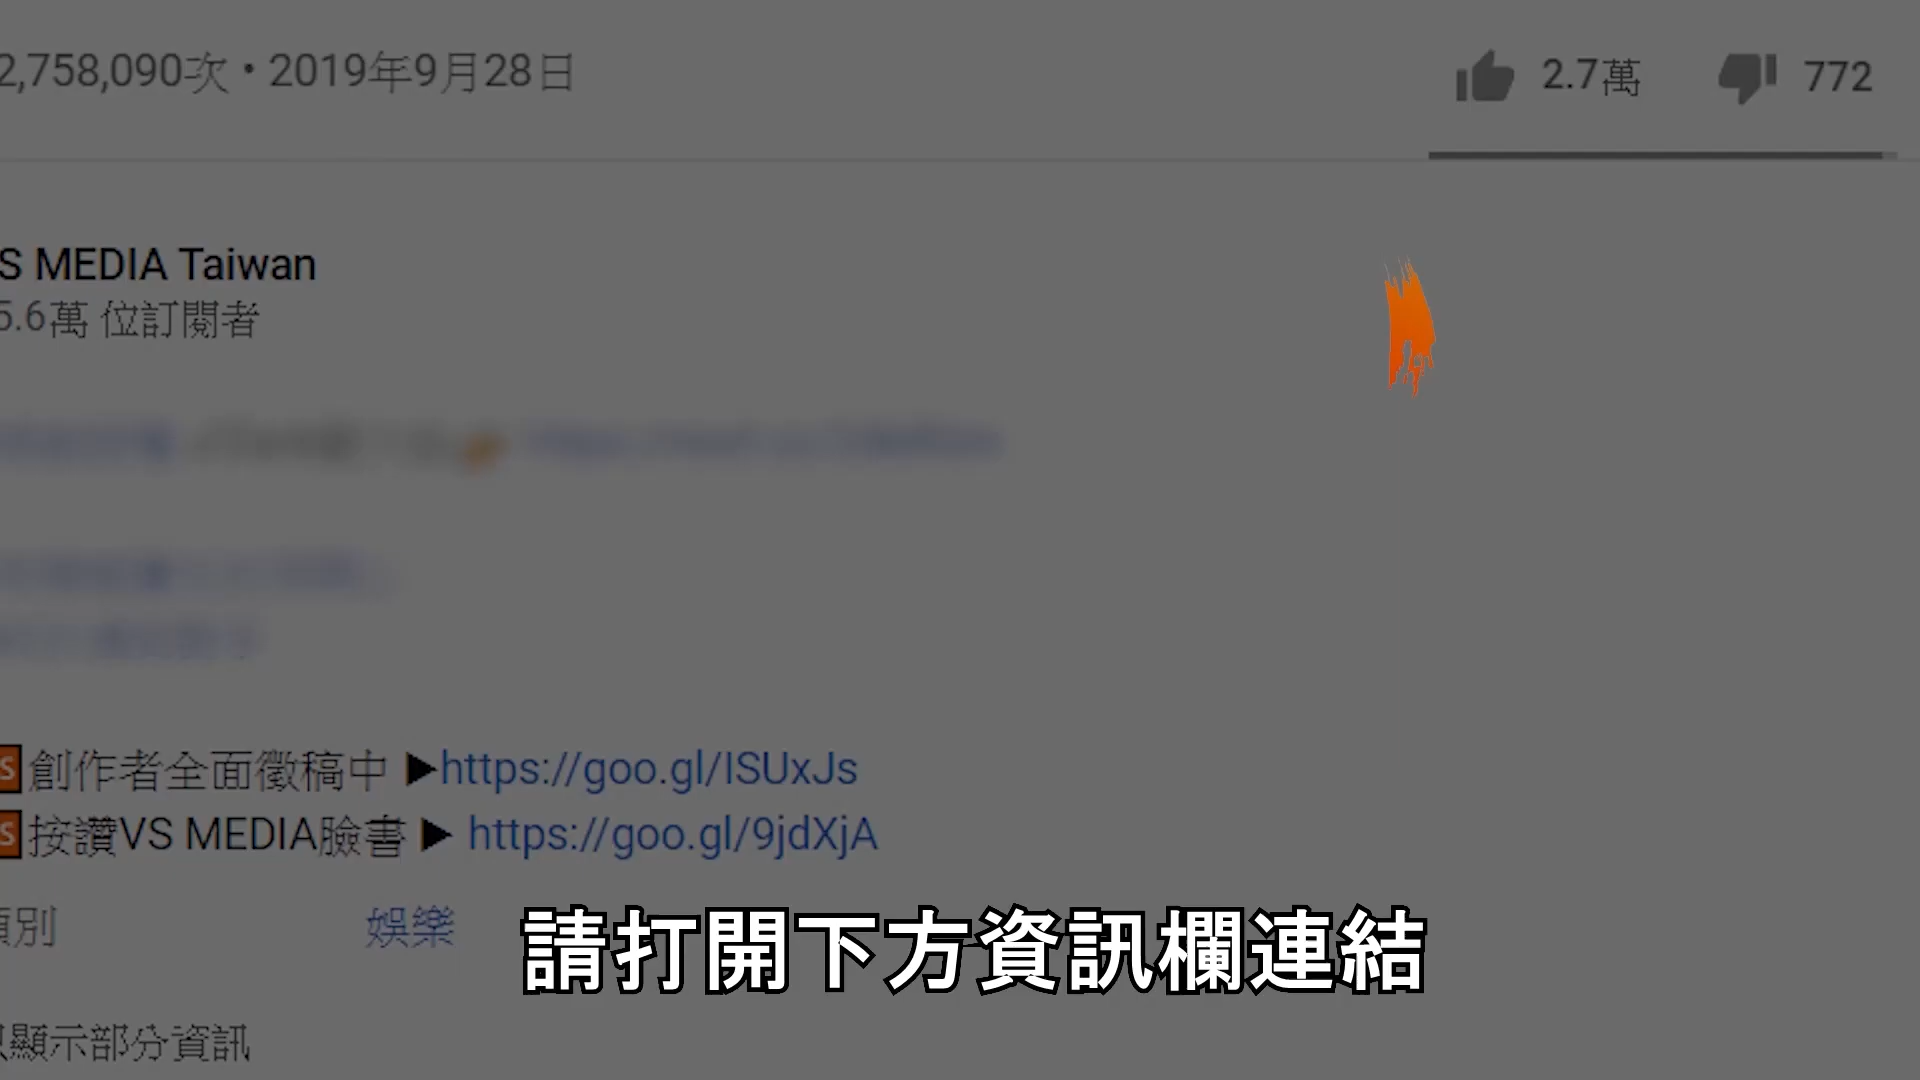 2,758,090次 • 2019年9月28日
2.7萬
772
S MEDIA Taiwan
5.6萬 位訂閱者
創作者全面徵稿中 ▶https://goo.gl/ISUxJs
按讚VS MEDIA臉書 ▶ https://goo.gl/9jdXjA
類別 娛樂
請打開下方資訊欄連結
只顯示部分資訊